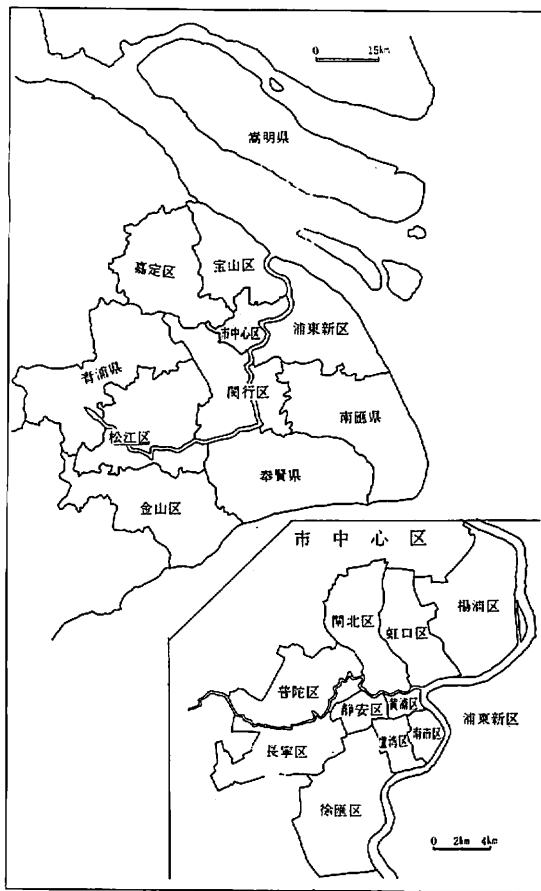 0 15km
嵩明県
嘉定区
宝山区
市中心区
浦東新区
青浦県
閔行区
南匯県
松江区
奉賢県
金山区
市中心区
楊浦区
閘北区
虹口区
普陀区
静安区
黄浦区
浦東新区
盧湾区
南市区
長寧区
徐匯区
0 2km 4km